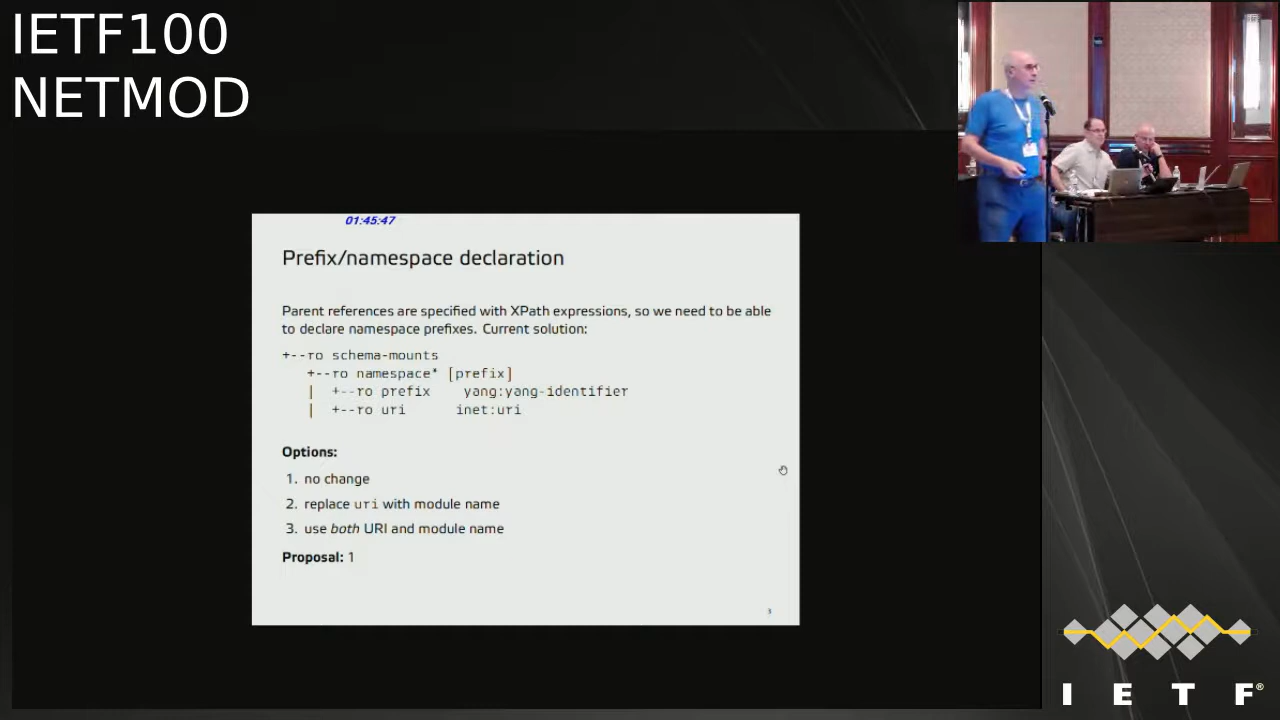 IETF100
NETMOD
01:45:47
Prefix/namespace declaration
Parent references are specified with XPath expressions, so we need to be able
to declare namespace prefixes. Current solution:
+--ro schema-mounts
   +--ro namespace* [prefix]
   |  +--ro prefix    yang:yang-identifier
   |  +--ro uri      inet:uri
Options:
1. no change
2. replace uri with module name
3. use both URI and module name
Proposal: 1
3
I E T F®